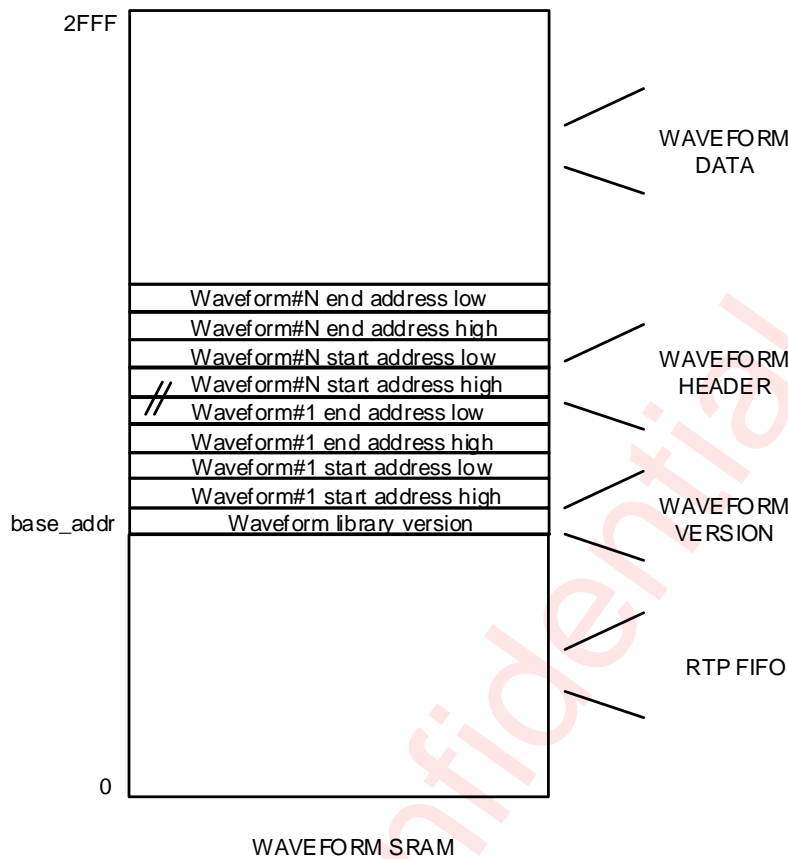 2FFF
WAVEFORM
DATA
Waveform#N end address low
Waveform#N end address high
Waveform#N start address low
Waveform#N start address high
Waveform#1 end address low
Waveform#1 end address high
Waveform#1 start address low
Waveform#1 start address high
Waveform library version
WAVEFORM
HEADER
WAVEFORM
VERSION
base_addr
RTP FIFO
0
WAVEFORM SRAM
nfidential